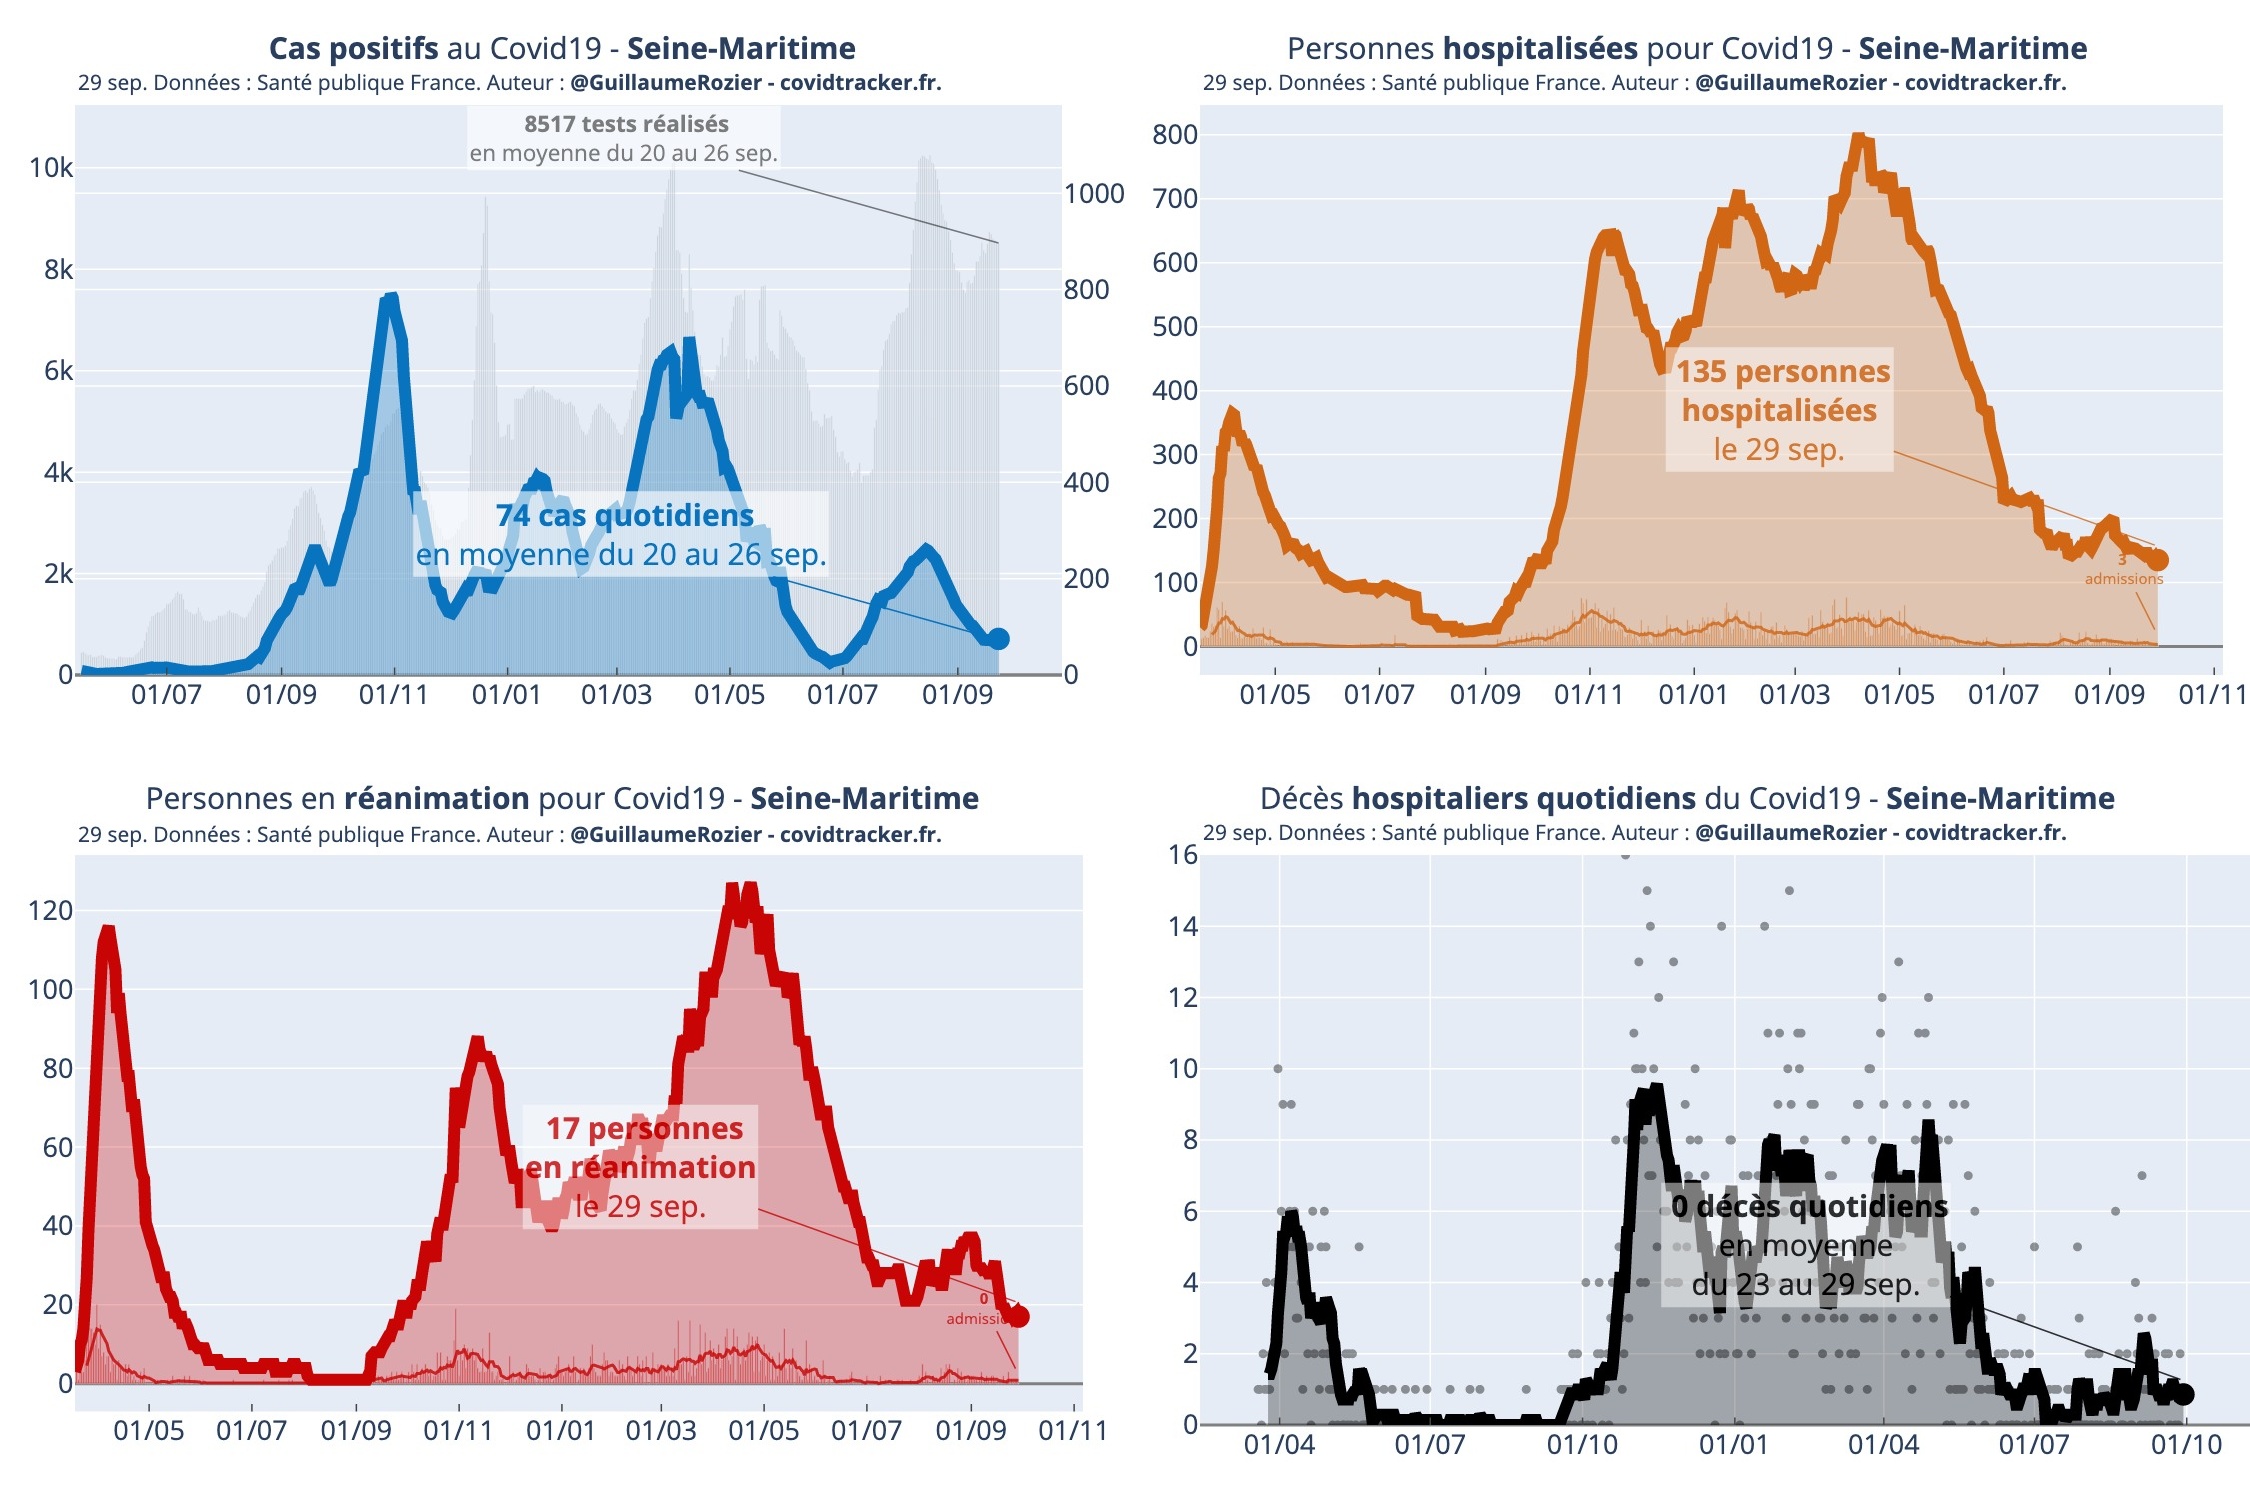 Cas positifs au Covid19 - Seine-Maritime
29 sep. Données : Santé publique France. Auteur : @GuillaumeRozier - covidtracker.fr.
8517 tests réalisés
en moyenne du 20 au 26 sep.
10k
8k
6k
4k
2k
0
1000
800
600
400
200
0
74 cas quotidiens
en moyenne du 20 au 26 sep.
01/07 01/09 01/11 01/01 01/03 01/05 01/07 01/09
Personnes hospitalisées pour Covid19 - Seine-Maritime
29 sep. Données : Santé publique France. Auteur : @GuillaumeRozier - covidtracker.fr.
800
700
600
500
400
300
200
100
0
135 personnes
hospitalisées
le 29 sep.
3
admissions
01/05 01/07 01/09 01/11 01/01 01/03 01/05 01/07 01/09 01/11
Personnes en réanimation pour Covid19 - Seine-Maritime
29 sep. Données : Santé publique France. Auteur : @GuillaumeRozier - covidtracker.fr.
120
100
80
60
40
20
0
17 personnes
en réanimation
le 29 sep.
0
admissio
01/05 01/07 01/09 01/11 01/01 01/03 01/05 01/07 01/09 01/11
Décès hospitaliers quotidiens du Covid19 - Seine-Maritime
29 sep. Données : Santé publique France. Auteur : @GuillaumeRozier - covidtracker.fr.
16
14
12
10
8
6
4
2
0
0 décès quotidiens
en moyenne
du 23 au 29 sep.
01/04 01/07 01/10 01/01 01/04 01/07 01/10